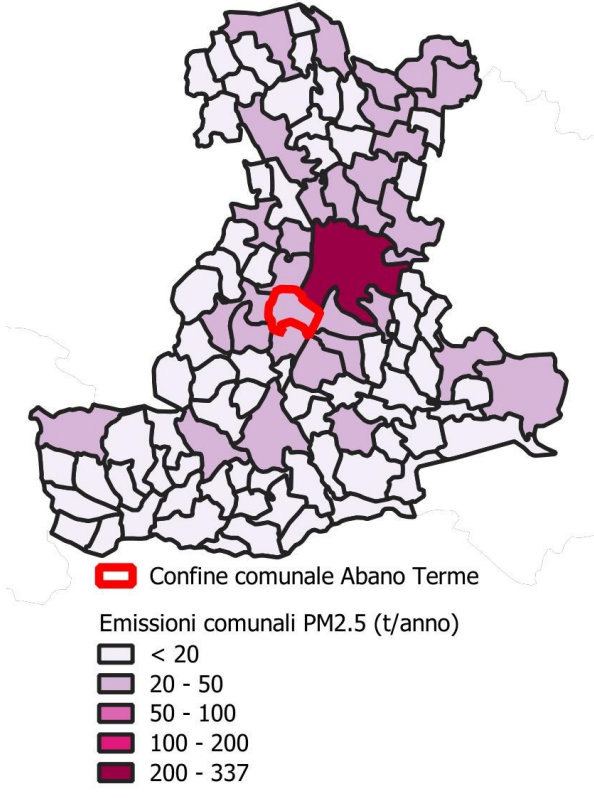 Confine comunale Abano Terme
Emissioni comunali PM2.5 (t/anno)
< 20
20 - 50
50 - 100
100 - 200
200 - 337